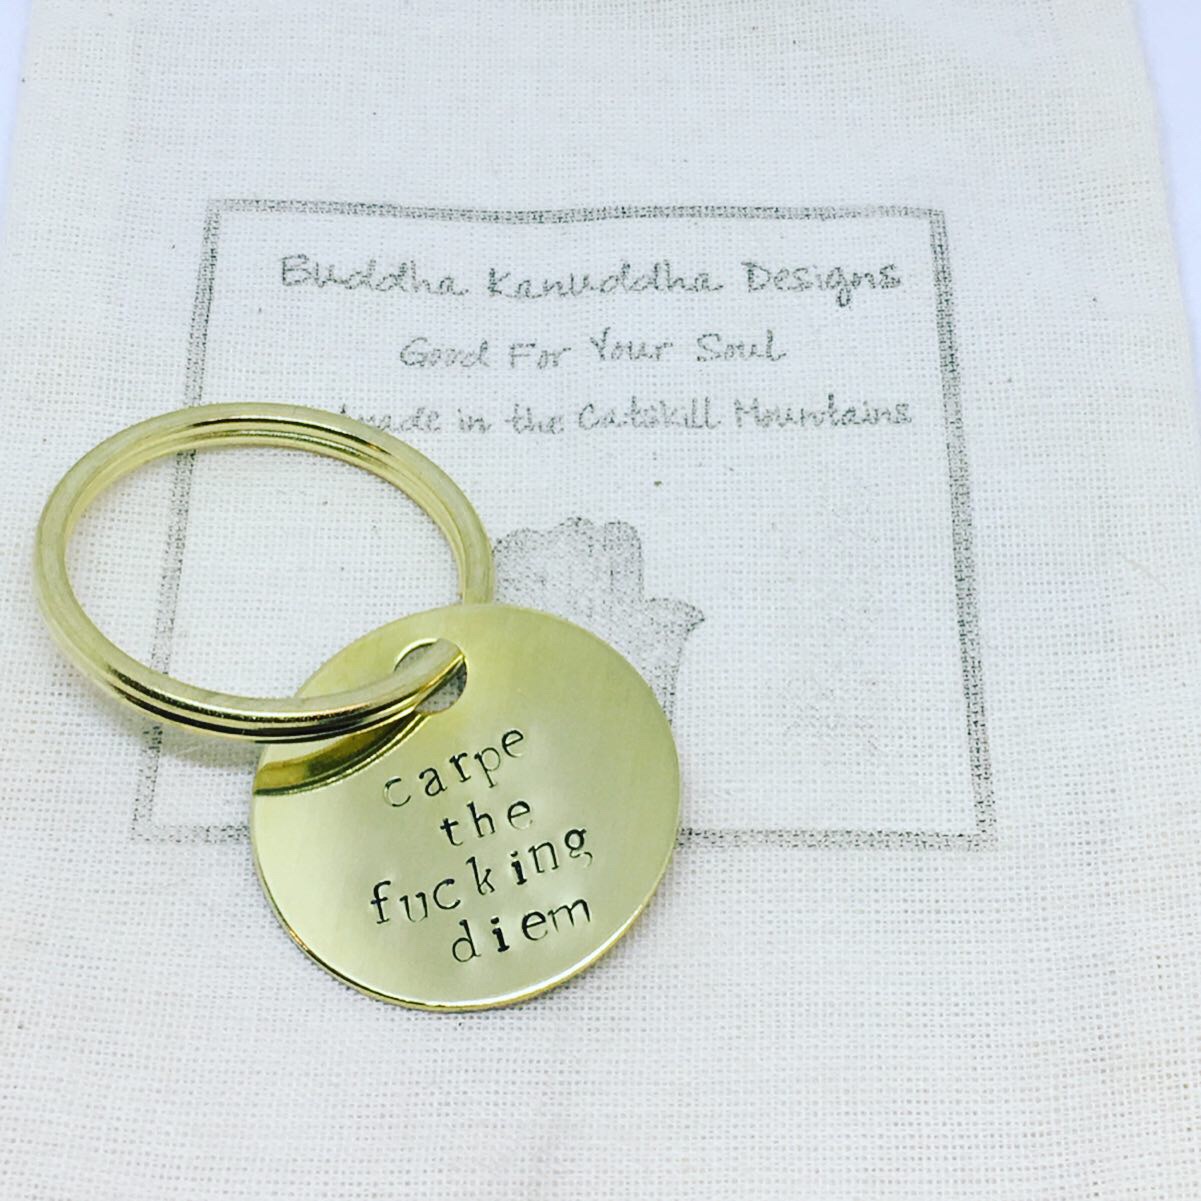 Buddha Kanuddha Designs
Good For Your Soul
made in the Catskill Mountains
carpe
the
fucking
diem